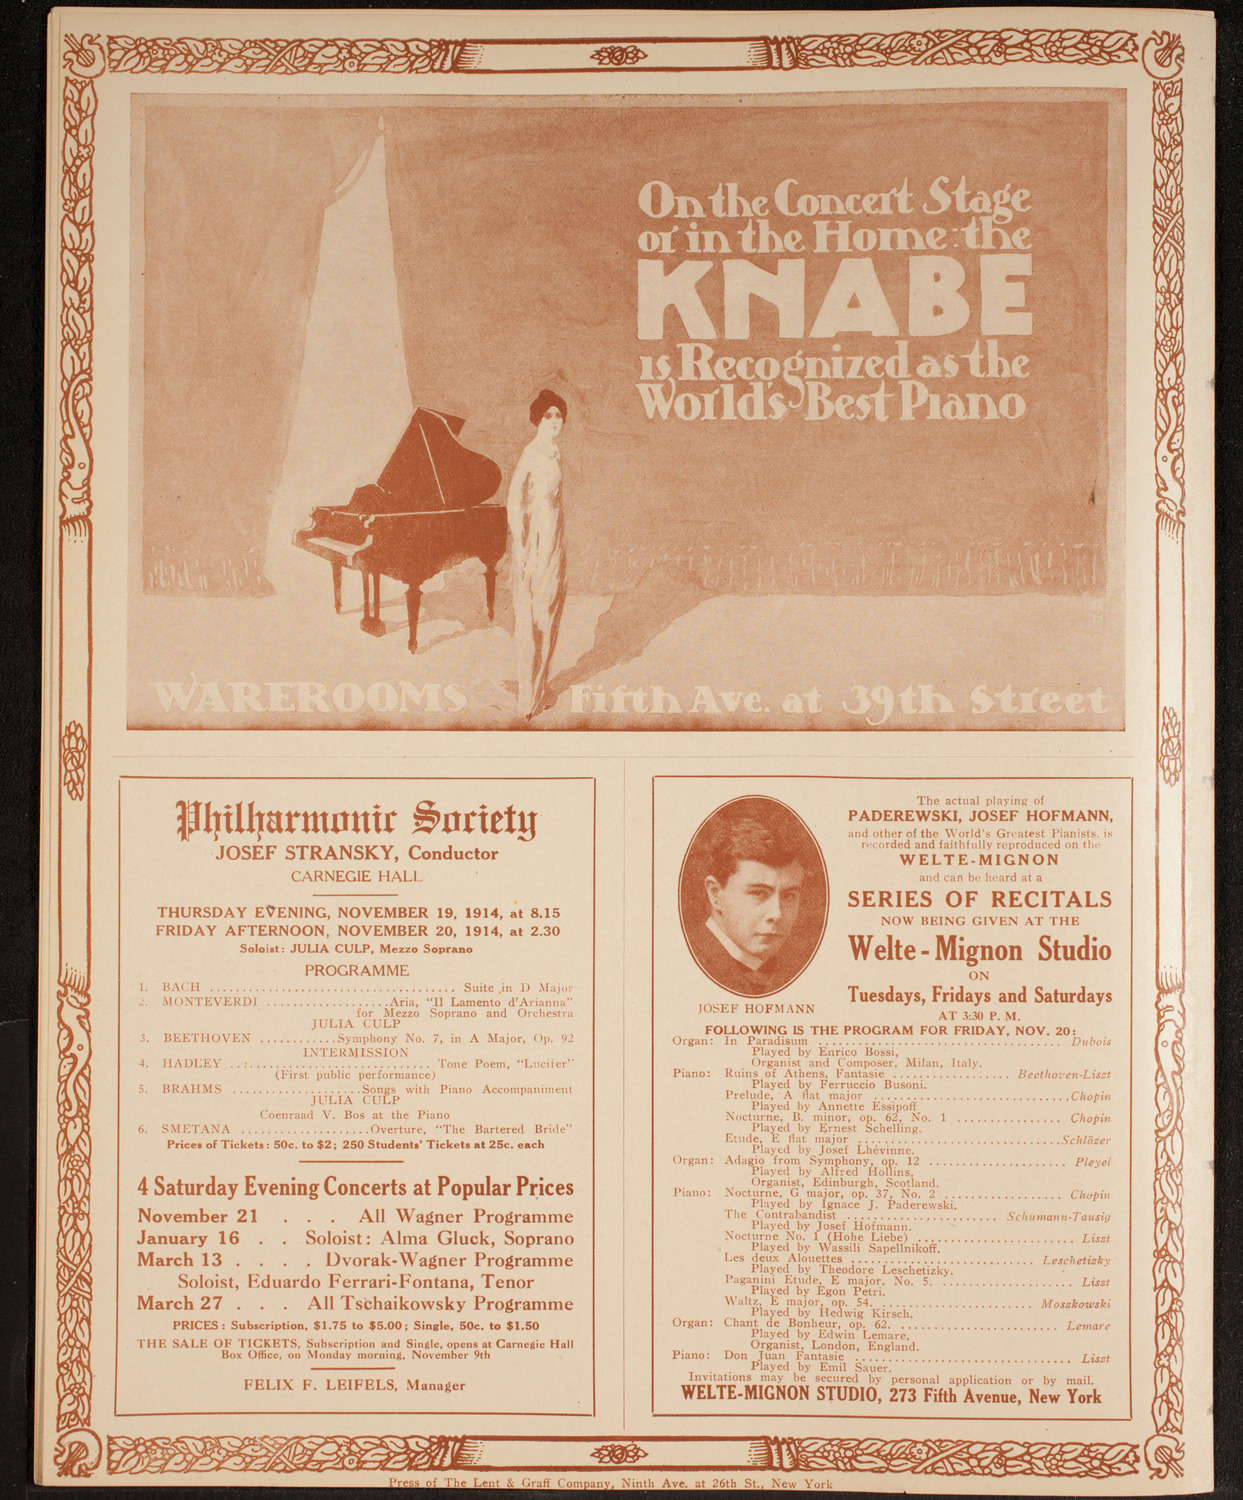 On the Concert Stage
or in the Home: the
KNABE
is Recognized as the
World's Best Piano
WAREROOMS Fifth Ave. at 39th Street
Philharmonic Society
JOSEF STRANSKY, Conductor
CARNEGIE HALL
THURSDAY EVENING, NOVEMBER 19, 1914, at 8.15
FRIDAY AFTERNOON, NOVEMBER 20, 1914, at 2.30
Soloist: JULIA CULP, Mezzo Soprano
PROGRAMME
1. BACH .................................... Suite in D Major
2. MONTEVERDI ..................Aria, "Il Lamento d'Arianna"
for Mezzo Soprano and Orchestra
JULIA CULP
3. BEETHOVEN ...........Symphony No. 7, in A Major, Op. 92
INTERMISSION
4. HADLEY .............................. Tone Poem, "Lucifer"
(First public performance)
5. BRAHMS ..................Songs with Piano Accompaniment
JULIA CULP
Coenraad V. Bos at the Piano
6. SMETANA ..................Overture, "The Bartered Bride"
Prices of Tickets: 50c. to $2; 250 Students' Tickets at 25c. each
4 Saturday Evening Concerts at Popular Prices
November 21 . . . All Wagner Programme
January 16 . . Soloist: Alma Gluck, Soprano
March 13 . . . . Dvorak-Wagner Programme
Soloist, Eduardo Ferrari-Fontana, Tenor
March 27 . . . All Tschaikowsky Programme
PRICES: Subscription, $1.75 to $5.00; Single, 50c. to $1.50
THE SALE OF TICKETS, Subscription and Single, opens at Carnegie Hall
Box Office, on Monday morning, November 9th
FELIX F. LEIFELS, Manager
The actual playing of
PADEREWSKI, JOSEF HOFMANN,
and other of the World's Greatest Pianists, is
recorded and faithfully reproduced on the
WELTE-MIGNON
and can be heard at a
SERIES OF RECITALS
NOW BEING GIVEN AT THE
Welte-Mignon Studio
ON
Tuesdays, Fridays and Saturdays
AT 3:30 P. M.
JOSEF HOFMANN
FOLLOWING IS THE PROGRAM FOR FRIDAY, NOV. 20:
Organ: In Paradisum .................................... Dubois
Played by Enrico Bossi,
Organist and Composer, Milan, Italy.
Piano: Ruins of Athens, Fantasie ................. Beethoven-Liszt
Played by Ferruccio Busoni.
Prelude, A flat major ..............................Chopin
Played by Annette Essipoff
Nocturne, B. minor, op. 62, No. 1 ................. Chopin
Played by Ernest Schelling.
Etude, E flat major ..............................Schlözer
Played by Josef Lhévinne.
Organ: Adagio from Symphony, op. 12 .................... Pleyel
Played by Alfred Hollins,
Organist, Edinburgh, Scotland.
Piano: Nocturne, G major, op. 37, No. 2 ................. Chopin
Played by Ignace J. Paderewski.
The Contrabandist ...................... Schumann-Tausig
Played by Josef Hofmann.
Nocturne No. 1 (Hohe Liebe) ........................ Liszt
Played by Wassili Sapellnikoff.
Les deux Alouettes ........................... Leschetizky
Played by Theodore Leschetizky.
Paganini Etude, E major, No. 5. .................... Liszt
Played by Egon Petri.
Waltz, E major, op. 54. ....................... Moszkowski
Played by Hedwig Kirsch.
Organ: Chant de Bonheur, op. 62. ....................... Lemare
Played by Edwin Lemare,
Organist, London, England.
Piano: Don Juan Fantasie ................................... Liszt
Played by Emil Sauer.
Invitations may be secured by personal application or by mail.
WELTE-MIGNON STUDIO, 273 Fifth Avenue, New York
Press of The Lent & Graff Company, Ninth Ave. at 26th St., New York